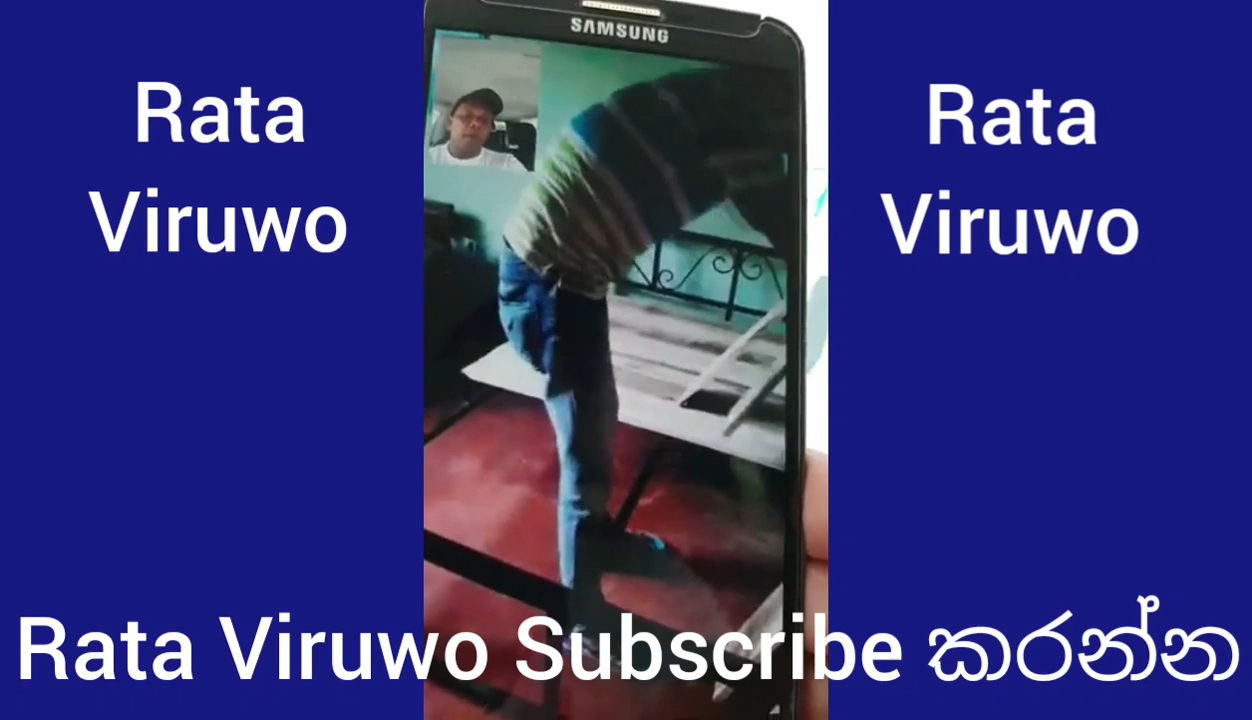 SAMSUNG
Rata
Viruwo
Rata
Viruwo
Rata Viruwo Subscribe කරන්න